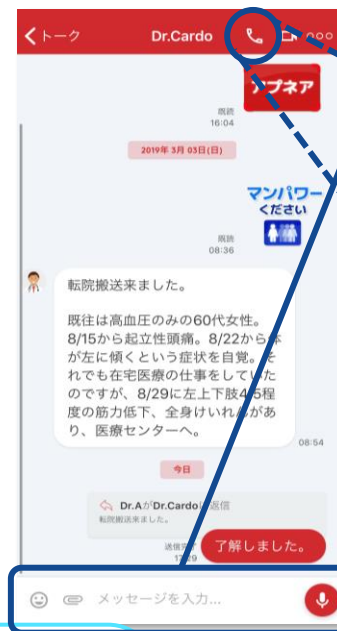 トーク
Dr.Cardo
アプネア
既読
16:04
2019年 3月 03日(日)
マンパワー
ください
既読
08:36
転院搬送来ました。
既往は高血圧のみの60代女性。
8/15から起立性頭痛。8/22から体
が左に傾くという症状を自覚。そ
れでも在宅医療の仕事をしていた
のですが、8/29に左上下肢4/5程
度の筋力低下、全身けいれんがあ
り、医療センターへ。
08:54
今日
Dr.AがDr.Cardoに返信
転院搬送来ました。
了解しました。
メッセージを入力...